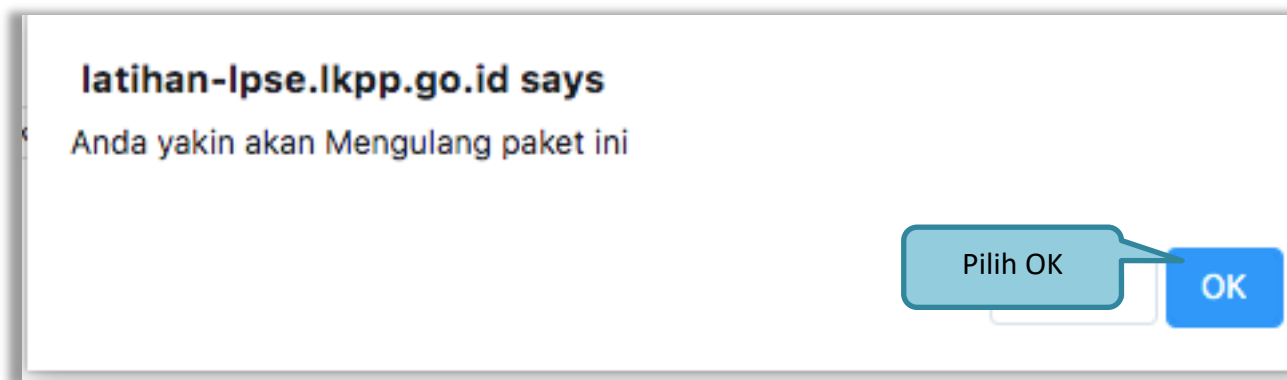 latihan-lpse.lkpp.go.id says
Anda yakin akan Mengulang paket ini
Pilih OK
OK